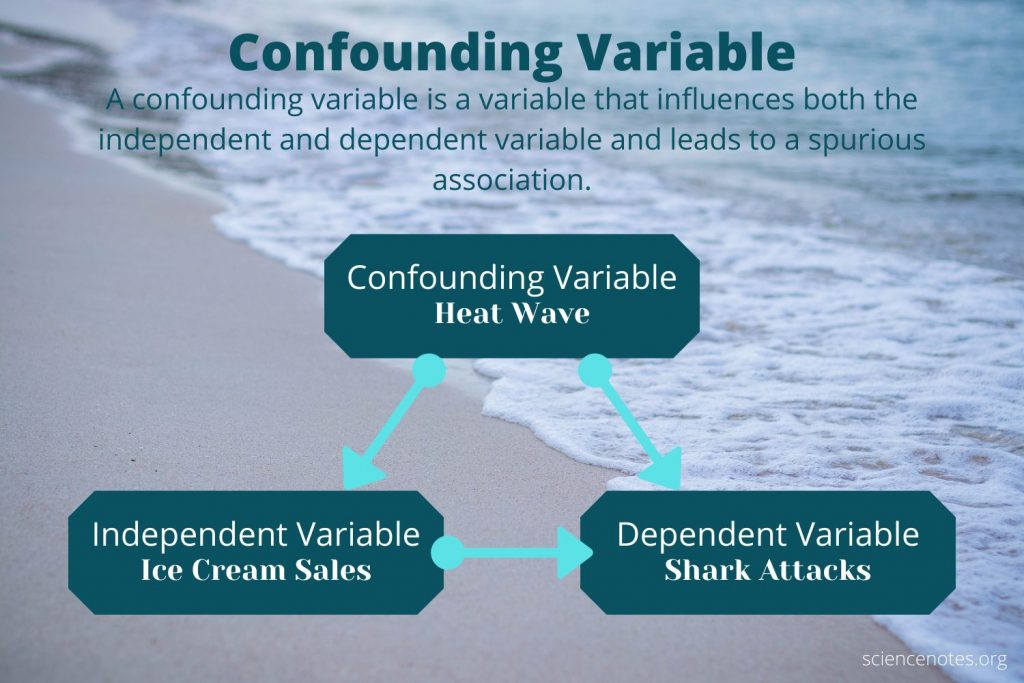 Confounding Variable
A confounding variable is a variable that influences both the
independent and dependent variable and leads to a spurious
association.
Confounding Variable
Heat Wave
Independent Variable
Ice Cream Sales
Dependent Variable
Shark Attacks
sciencenotes.org